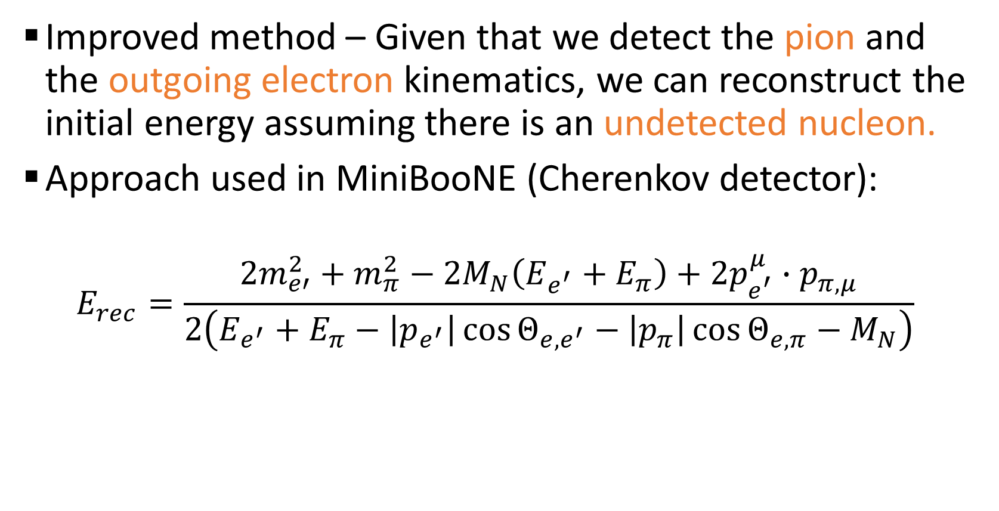 ▪ Improved method – Given that we detect the pion and
the outgoing electron kinematics, we can reconstruct the
initial energy assuming there is an undetected nucleon.
▪ Approach used in MiniBooNE (Cherenkov detector):
$E_{rec} = \frac{2m_{e'}^2 + m_\pi^2 - 2M_N(E_{e'} + E_\pi) + 2p_{e'}^\mu \cdot p_{\pi,\mu}}{2(E_{e'} + E_\pi - |p_{e'}| \cos \Theta_{e,e'} - |p_\pi| \cos \Theta_{e,\pi} - M_N)}$